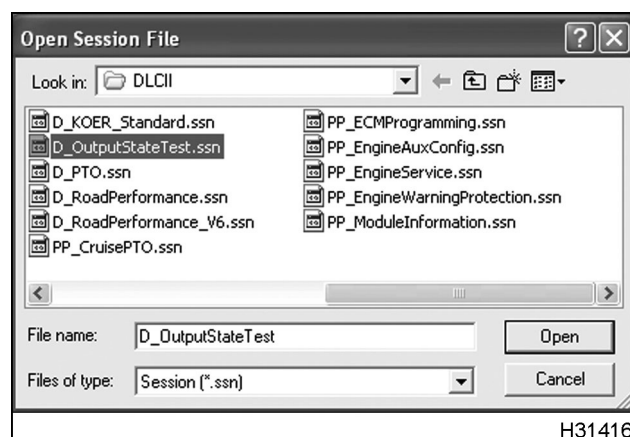 Open Session File
Look in: DLCII
D_KOER_Standard.ssn
D_OutputStateTest.ssn
D_PTO.ssn
D_RoadPerformance.ssn
D_RoadPerformance_V6.ssn
PP_CruisePTO.ssn
PP_ECMProgramming.ssn
PP_EngineAuxConfig.ssn
PP_EngineService.ssn
PP_EngineWarningProtection.ssn
PP_ModuleInformation.ssn
File name: D_OutputStateTest Open
Files of type: Session (*.ssn) Cancel
H31416